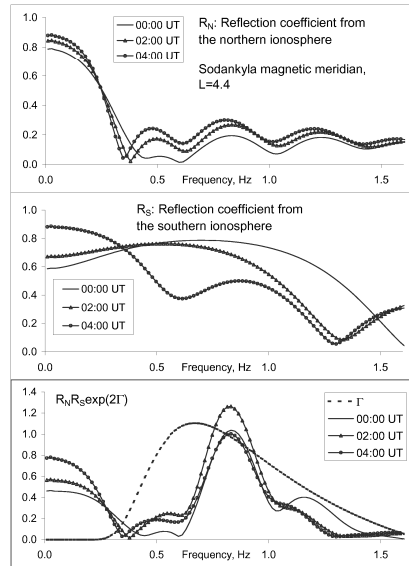 00:00 UT
02:00 UT
04:00 UT
R_N: Reflection coefficient from
the northern ionosphere
Sodankyla magnetic meridian,
L=4.4
1.0
0.8
0.6
0.4
0.2
0.0
0.0 0.5 1.0 1.5
Frequency, Hz
R_S: Reflection coefficient from
the southern ionosphere
1.0
0.8
0.6
0.4
0.2
0.0
00:00 UT
02:00 UT
04:00 UT
0.0 0.5 1.0 1.5
Frequency, Hz
R_N R_S exp(2Γ)
Γ
00:00 UT
02:00 UT
04:00 UT
1.4
1.2
1.0
0.8
0.6
0.4
0.2
0.0
0.0 0.5 1.0 1.5
Frequency, Hz